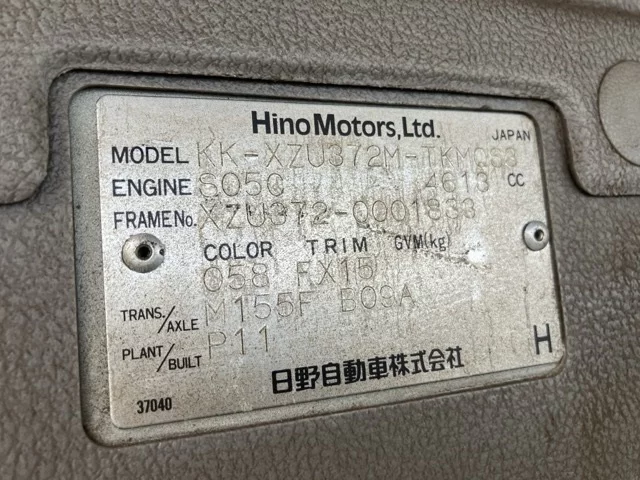 Hino Motors, Ltd. JAPAN
MODEL KK-XZU372M-TKMQS3
ENGINE S05C 4613 CC
FRAME No. XZU372-0001838
COLOR TRIM GVM(kg)
058 FX15
TRANS./AXLE M155F B09A
PLANT/BUILT P11
H
日野自動車株式会社
37040